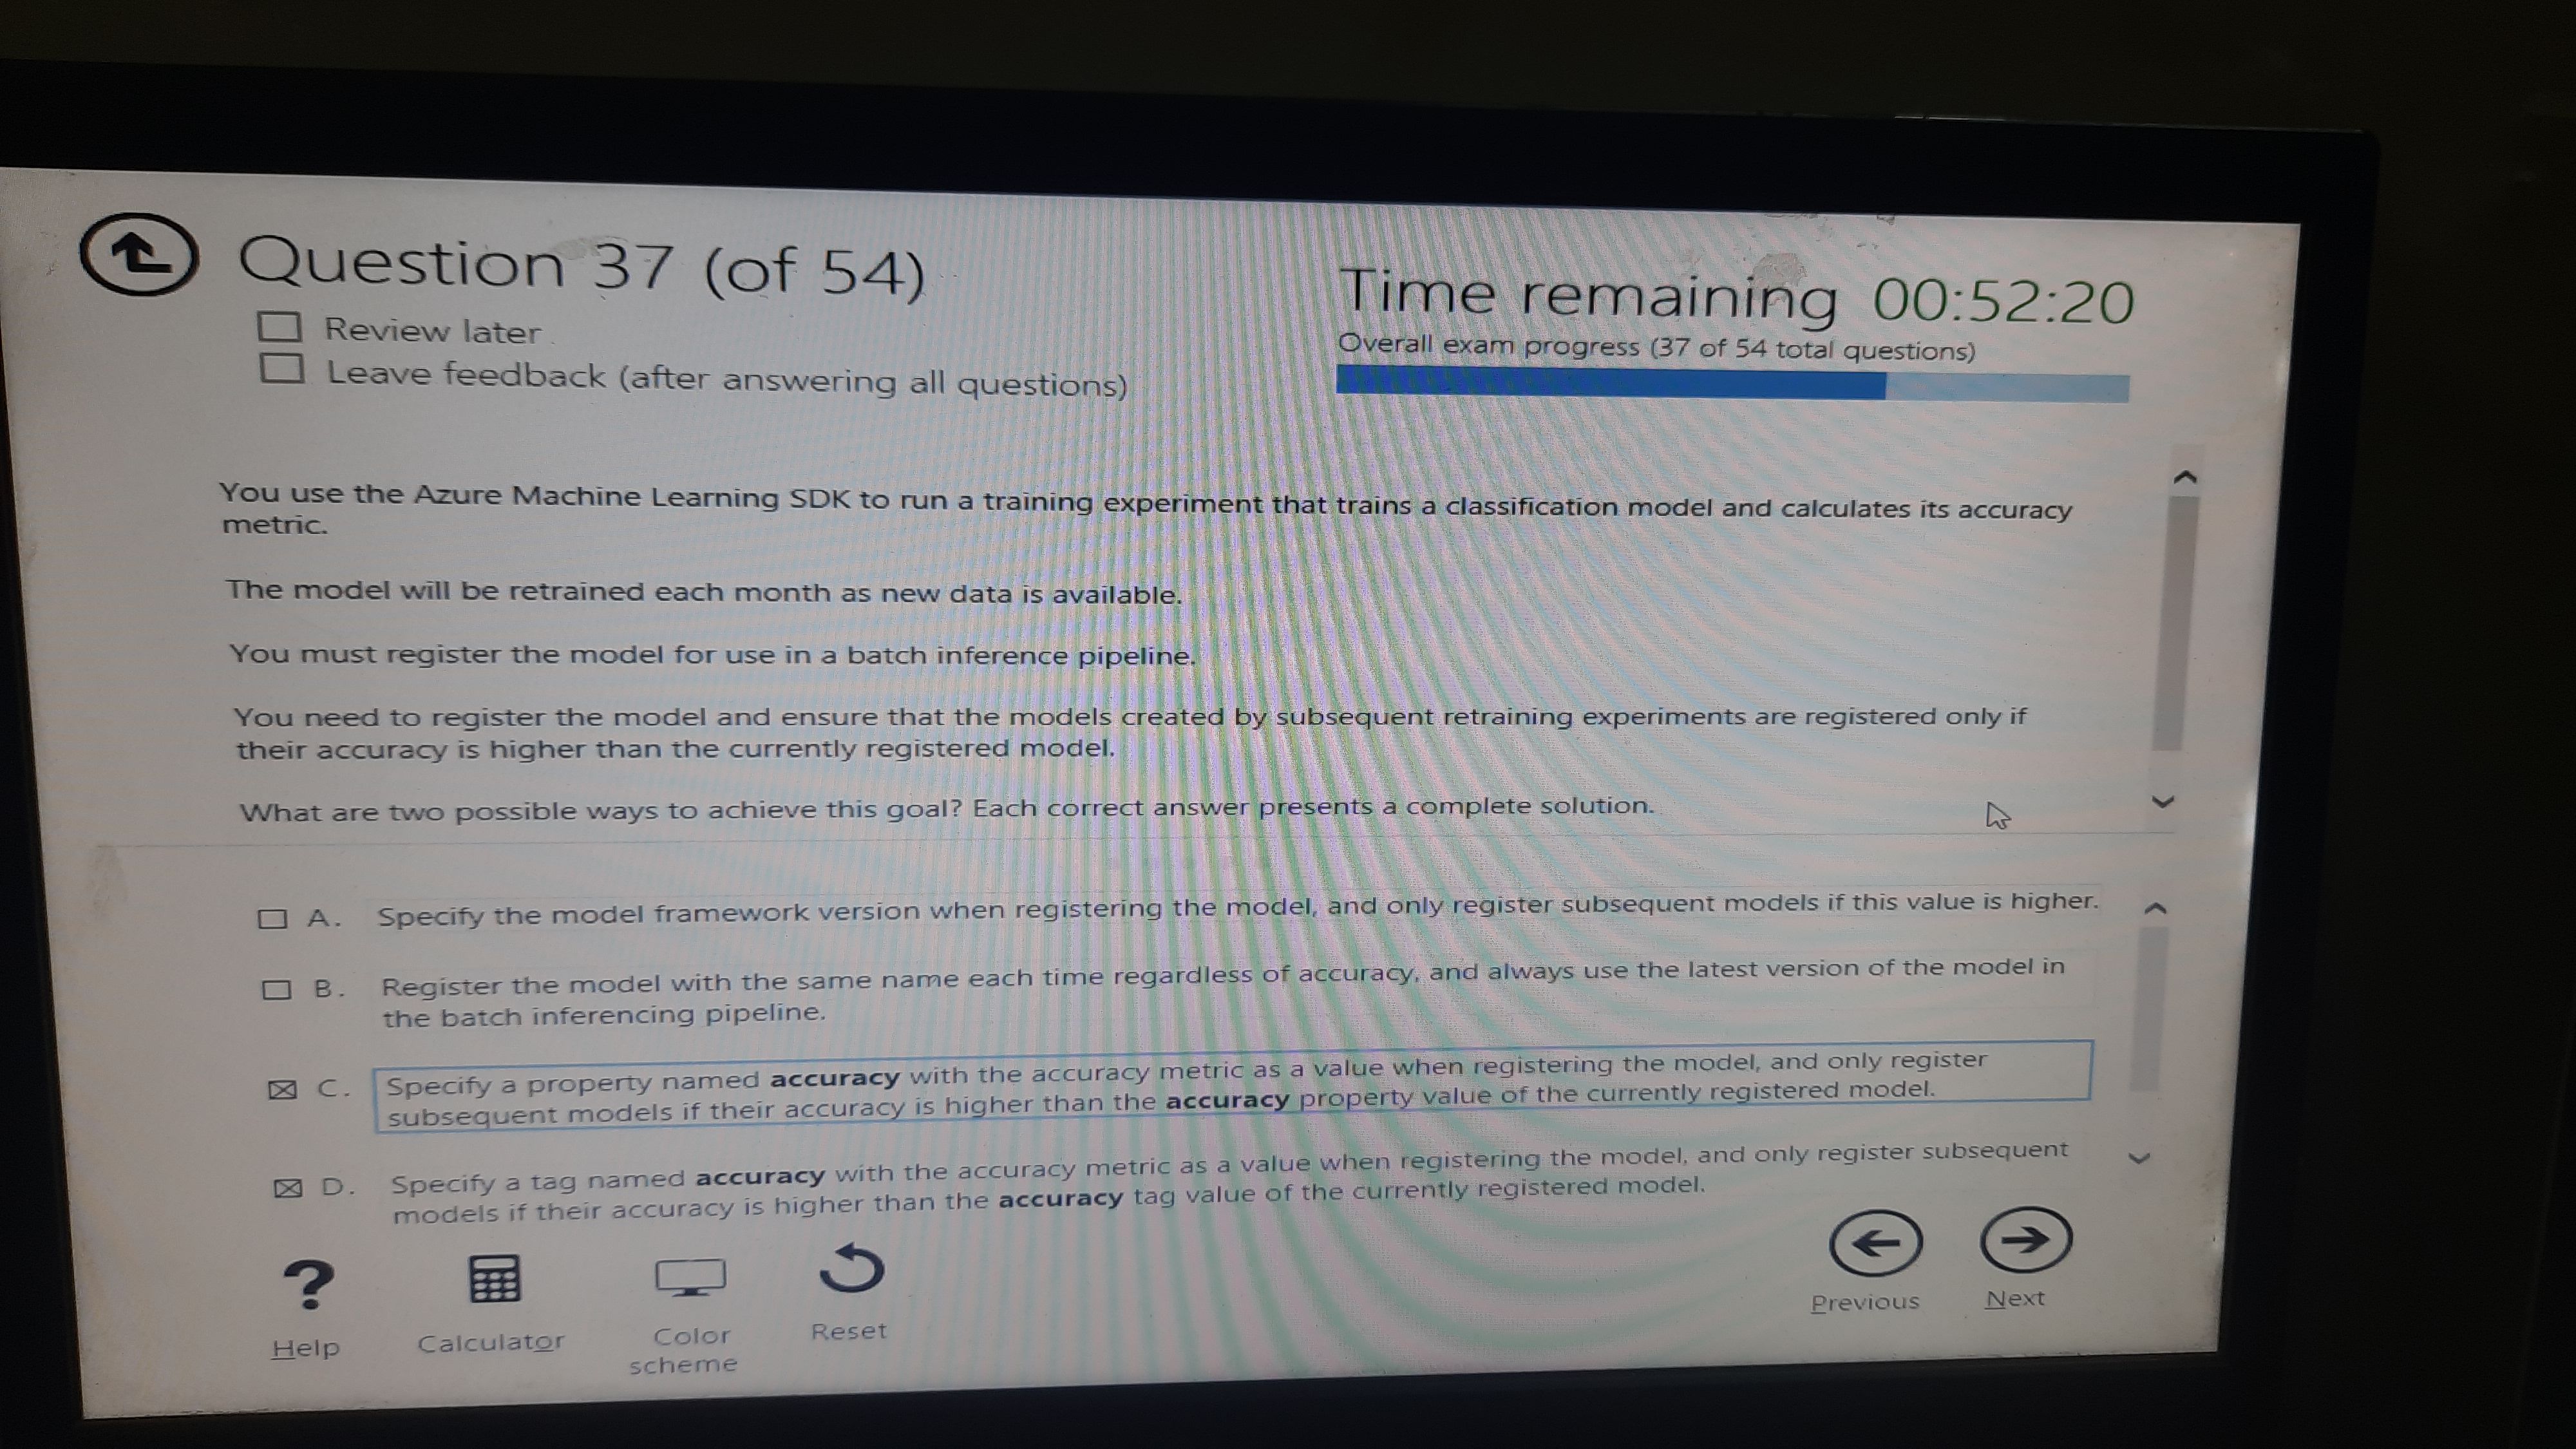 Question 37 (of 54)
Time remaining 00:52:20
Review later
Overall exam progress (37 of 54 total questions)
Leave feedback (after answering all questions)
You use the Azure Machine Learning SDK to run a training experiment that trains a classification model and calculates its accuracy
metric.
The model will be retrained each month as new data is available.
You must register the model for use in a batch inference pipeline.
You need to register the model and ensure that the models created by subsequent retraining experiments are registered only if
their accuracy is higher than the currently registered model.
What are two possible ways to achieve this goal? Each correct answer presents a complete solution.
A. Specify the model framework version when registering the model, and only register subsequent models if this value is higher.
B. Register the model with the same name each time regardless of accuracy, and always use the latest version of the model in
the batch inferencing pipeline.
C. Specify a property named accuracy with the accuracy metric as a value when registering the model, and only register
subsequent models if their accuracy is higher than the accuracy property value of the currently registered model.
D. Specify a tag named accuracy with the accuracy metric as a value when registering the model, and only register subsequent
models if their accuracy is higher than the accuracy tag value of the currently registered model.
Help
Calculator
Color
scheme
Reset
Previous
Next